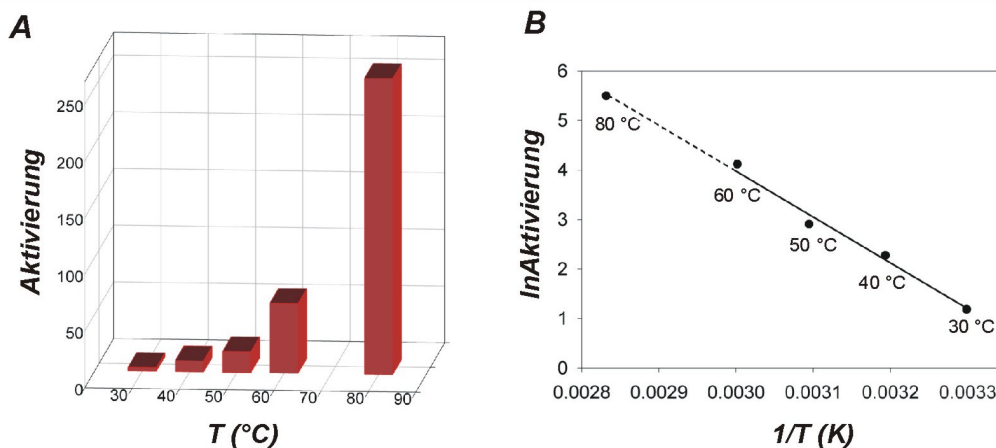 A
Aktivierung
250
200
150
100
50
0
30
40
50
60
70
80
90
T (°C)
B
lnAktivierung
6
5
4
3
2
1
0
80 °C
60 °C
50 °C
40 °C
30 °C
0.0028
0.0029
0.0030
0.0031
0.0032
0.0033
1/T (K)